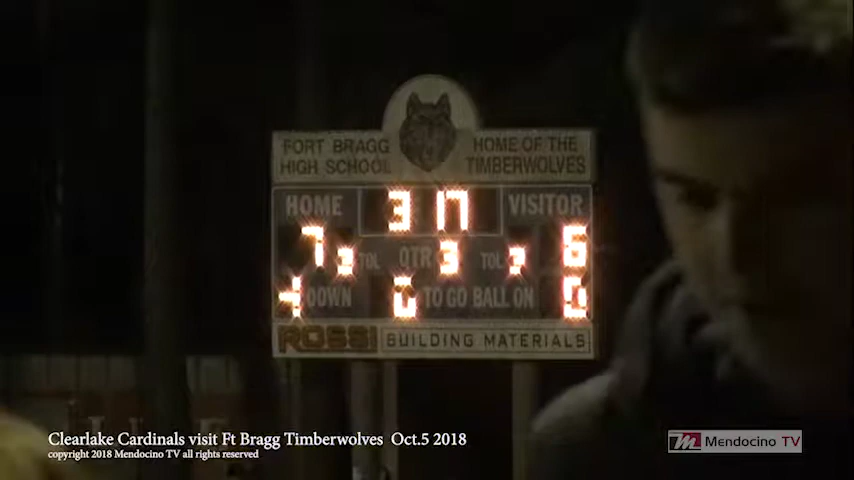 FORT BRAGG HOME OF THE
HIGH SCHOOL TIMBERWOLVES
HOME 3 17 VISITOR
7 3 TOL QTR 3 TOL 3 6
DOWN 0 TO GO BALL ON 0
ROSSI BUILDING MATERIALS
Clearlake Cardinals visit Ft Bragg Timberwolves Oct.5 2018
copyright 2018 Mendocino TV all rights reserved
M Mendocino TV